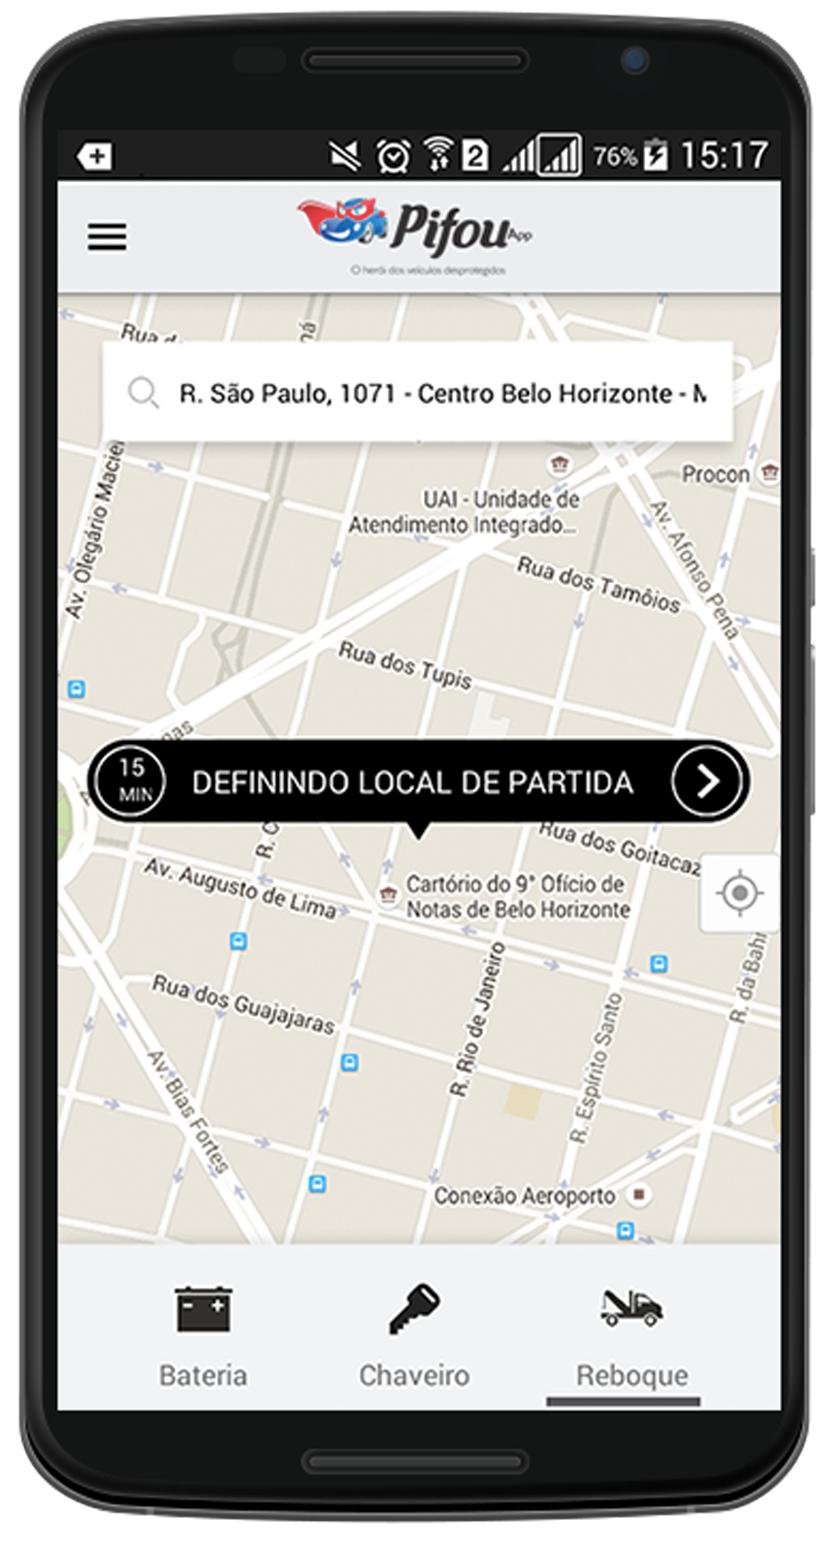 2
76%
15:17
Pifou App
O herói dos veículos desprotegidos
Rua d
R. São Paulo, 1071 - Centro Belo Horizonte - M
Procon
UAI - Unidade de
Atendimento Integrado...
Av. Olegário Maciel
Av. Afonso Pena
Rua dos Tamôios
Rua dos Tupis
nas
15
MIN
DEFININDO LOCAL DE PARTIDA
R. C
Rua dos Goitacaz
Av. Augusto de Lima
Cartório do 9° Ofício de
Notas de Belo Horizonte
R. da Bahi
Rua dos Guajajaras
R. Rio de Janeiro
R. Espírito Santo
Av. Bias Fortes
Conexão Aeroporto
Bateria
Chaveiro
Reboque